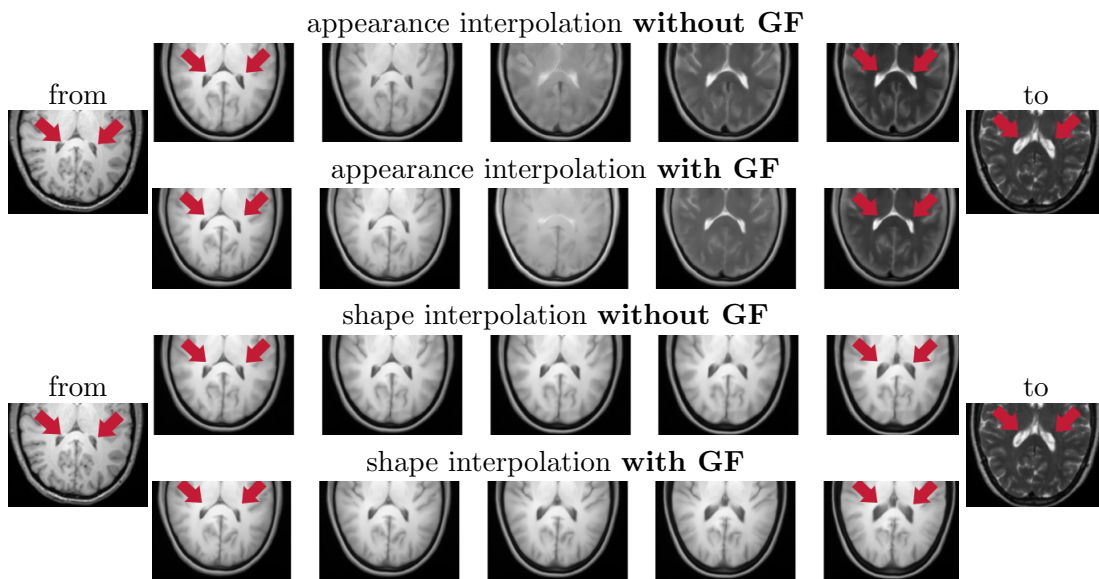 appearance interpolation without GF
from
to
appearance interpolation with GF
shape interpolation without GF
from
to
shape interpolation with GF